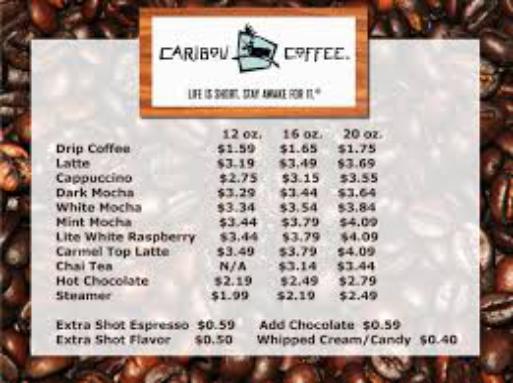 CARIBOU COFFEE.
LIFE IS SHORT. STAY AWAKE FOR IT.®
12 oz. 16 oz. 20 oz.
Drip Coffee $1.59 $1.65 $1.75
Latte $3.19 $3.49 $3.69
Cappuccino $2.75 $3.15 $3.55
Dark Mocha $3.29 $3.44 $3.64
White Mocha $3.34 $3.54 $3.84
Mint Mocha $3.44 $3.79 $4.09
Lite White Raspberry $3.44 $3.79 $4.09
Carmel Top Latte $3.49 $3.79 $4.09
Chai Tea N/A $3.14 $3.44
Hot Chocolate $2.19 $2.49 $2.79
Steamer $1.99 $2.19 $2.49
Extra Shot Espresso $0.59 Add Chocolate $0.59
Extra Shot Flavor $0.50 Whipped Cream/Candy $0.40